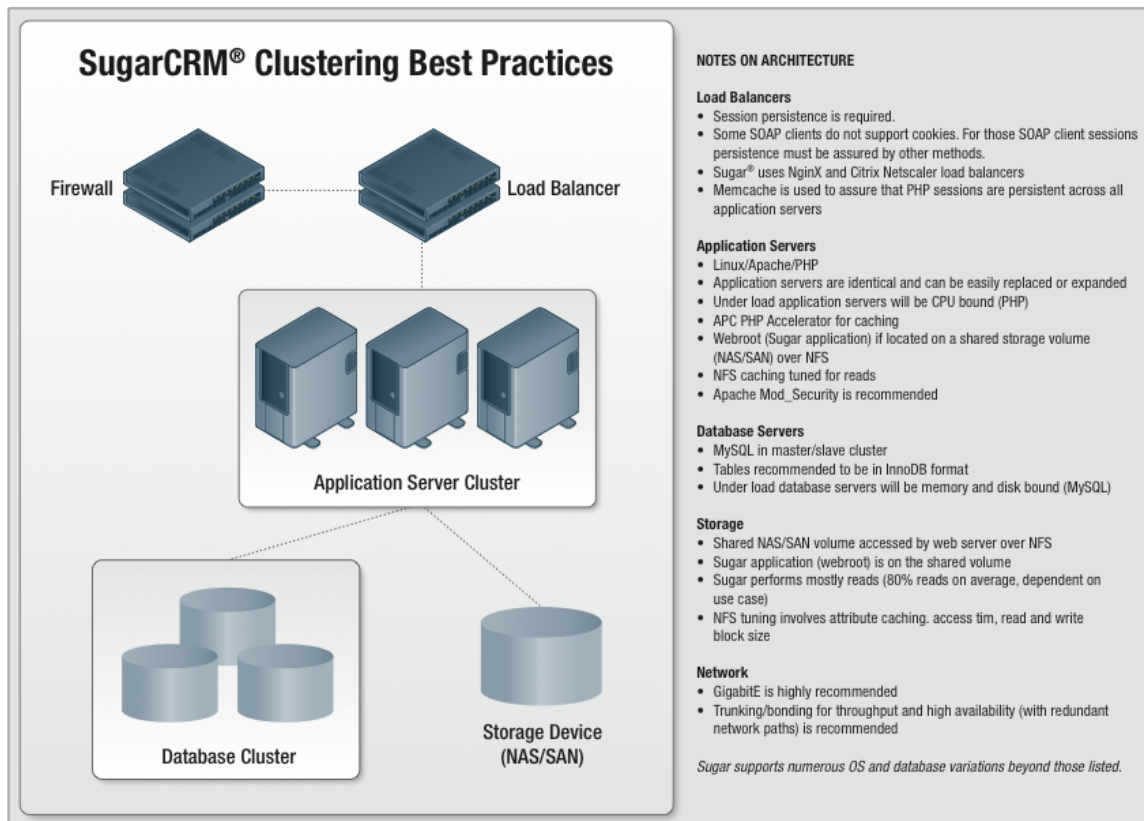 SugarCRM® Clustering Best Practices
Firewall
Load Balancer
Application Server Cluster
Database Cluster
Storage Device
(NAS/SAN)
NOTES ON ARCHITECTURE
Load Balancers
• Session persistence is required.
• Some SOAP clients do not support cookies. For those SOAP client sessions
persistence must be assured by other methods.
• Sugar® uses NginX and Citrix Netscaler load balancers
• Memcache is used to assure that PHP sessions are persistent across all
application servers
Application Servers
• Linux/Apache/PHP
• Application servers are identical and can be easily replaced or expanded
• Under load application servers will be CPU bound (PHP)
• APC PHP Accelerator for caching
• Webroot (Sugar application) if located on a shared storage volume
(NAS/SAN) over NFS
• NFS caching tuned for reads
• Apache Mod_Security is recommended
Database Servers
• MySQL in master/slave cluster
• Tables recommended to be in InnoDB format
• Under load database servers will be memory and disk bound (MySQL)
Storage
• Shared NAS/SAN volume accessed by web server over NFS
• Sugar application (webroot) is on the shared volume
• Sugar performs mostly reads (80% reads on average, dependent on
use case)
• NFS tuning involves attribute caching. access tim, read and write
block size
Network
• GigabitE is highly recommended
• Trunking/bonding for throughput and high availability (with redundant
network paths) is recommended
Sugar supports numerous OS and database variations beyond those listed.